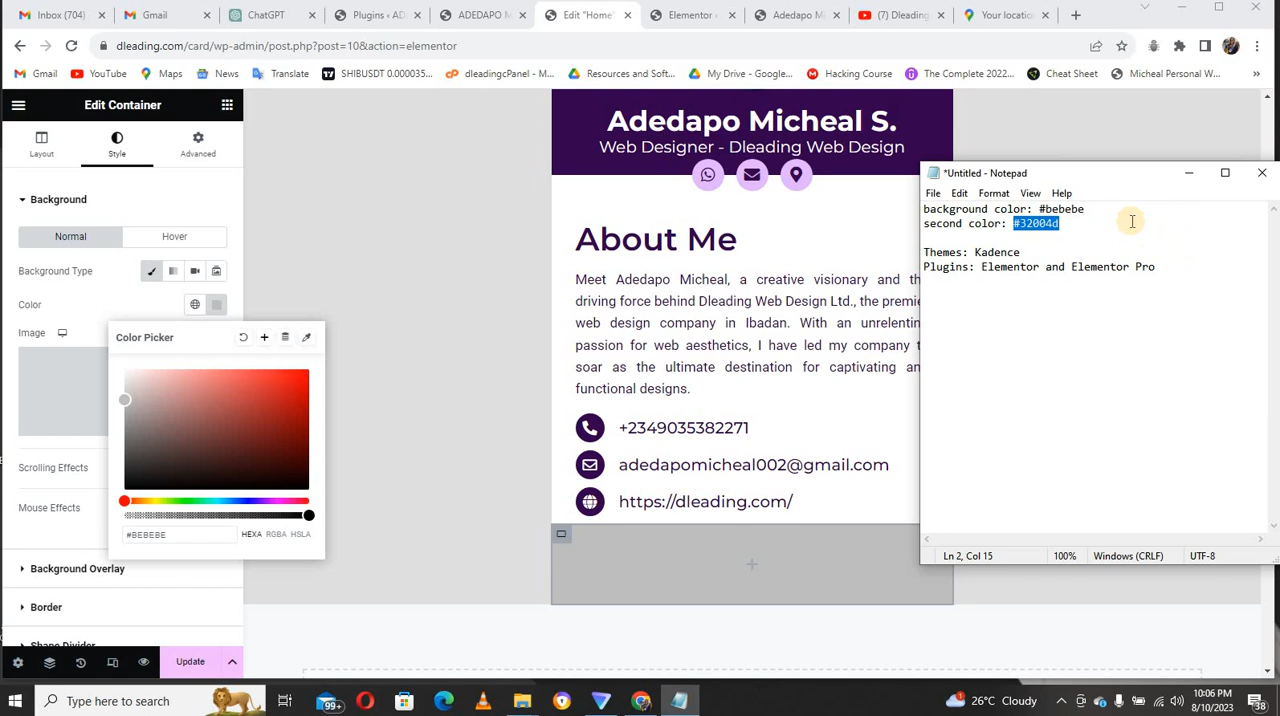 Inbox (704)
Gmail
ChatGPT
Plugins ‹ AD
ADEDAPO M
Edit "Home"
Elementor ‹
Adedapo Mi
(7) Dleading
Your locatio
dleading.com/card/wp-admin/post.php?post=10&action=elementor
Gmail
YouTube
Maps
News
Translate
SHIBUSDT 0.000035...
dleadingcPanel - M...
Resources and Soft...
My Drive - Google...
Hacking Course
The Complete 2022...
Cheat Sheet
Micheal Personal W...
»
Edit Container
Layout
Style
Advanced
Background
Normal
Hover
Background Type
Color
Image
Color Picker
#BEBEBE
HEXA
RGBA
HSLA
Scrolling Effects
Mouse Effects
Background Overlay
Border
Shape Divider
Update
Adedapo Micheal S.
Web Designer - Dleading Web Design
About Me
Meet Adedapo Micheal, a creative visionary and th
driving force behind Dleading Web Design Ltd., the premie
web design company in Ibadan. With an unrelentin
passion for web aesthetics, I have led my company t
soar as the ultimate destination for captivating an
functional designs.
+2349035382271
adedapomicheal002@gmail.com
https://dleading.com/
*Untitled - Notepad
File
Edit
Format
View
Help
background color: #bebebe
second color: #32004d
Themes: Kadence
Plugins: Elementor and Elementor Pro
Ln 2, Col 15
100%
Windows (CRLF)
UTF-8
Type here to search
99+
26°C Cloudy
10:06 PM
8/10/2023
38